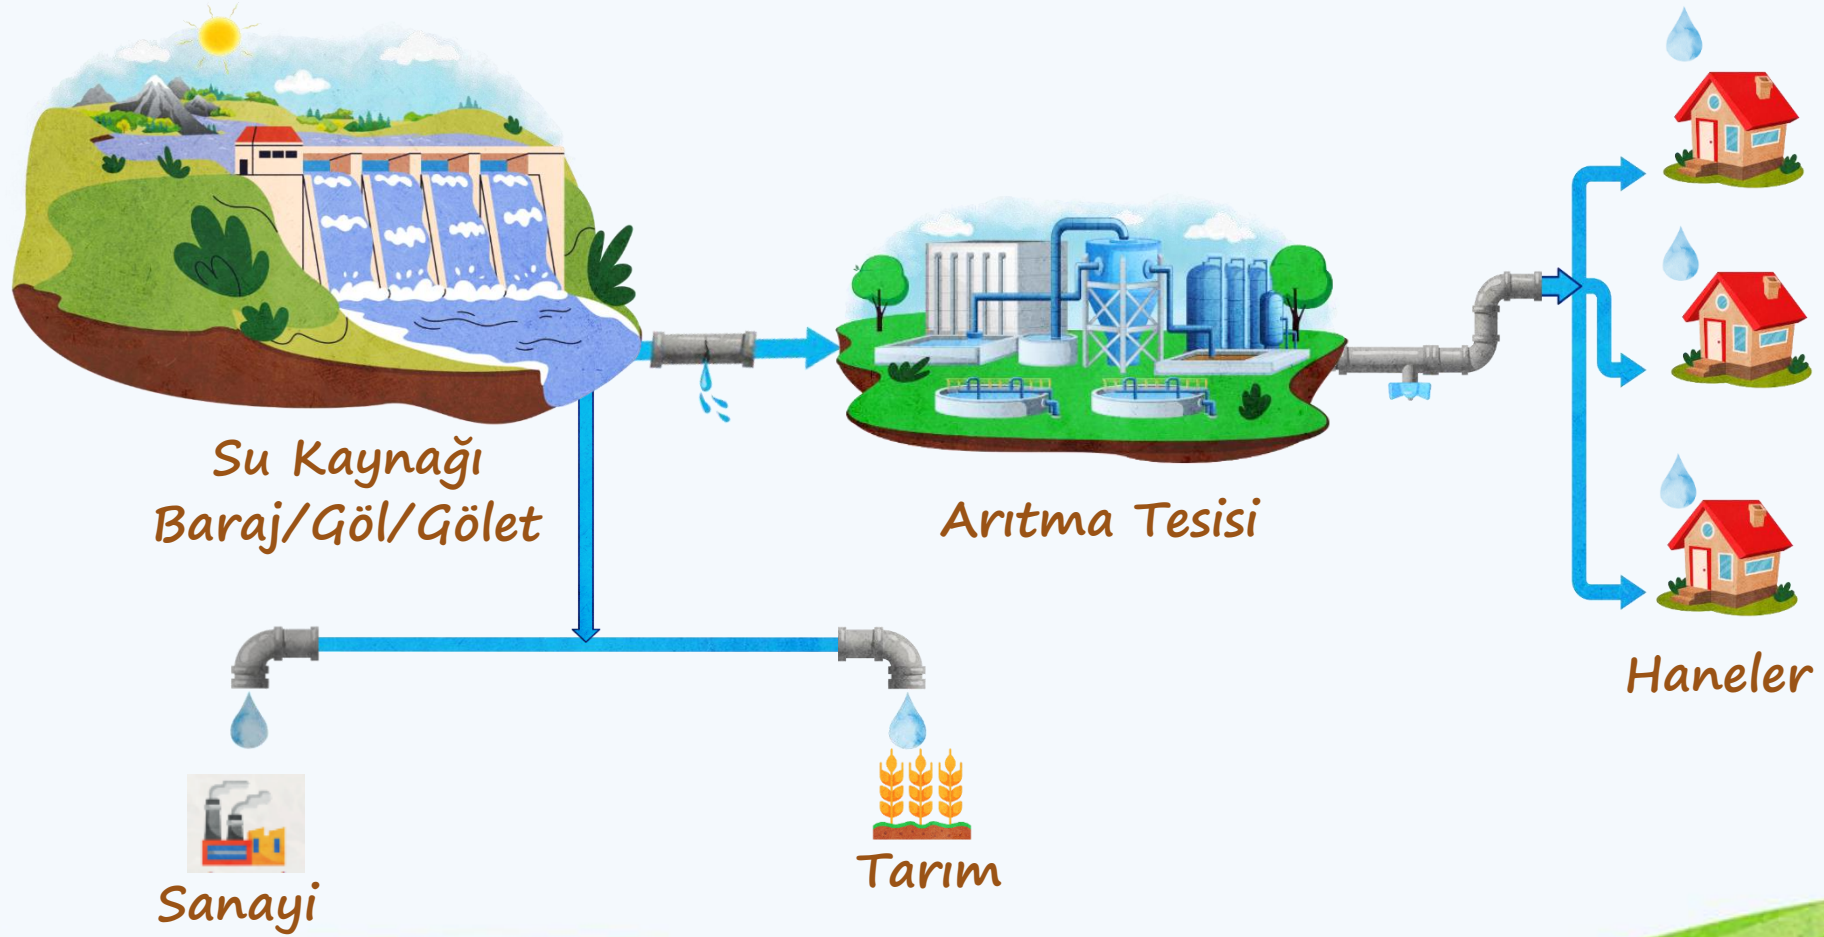 Su Kaynağı
Baraj/Göl/Gölet
Arıtma Tesisi
Haneler
Sanayi
Tarım